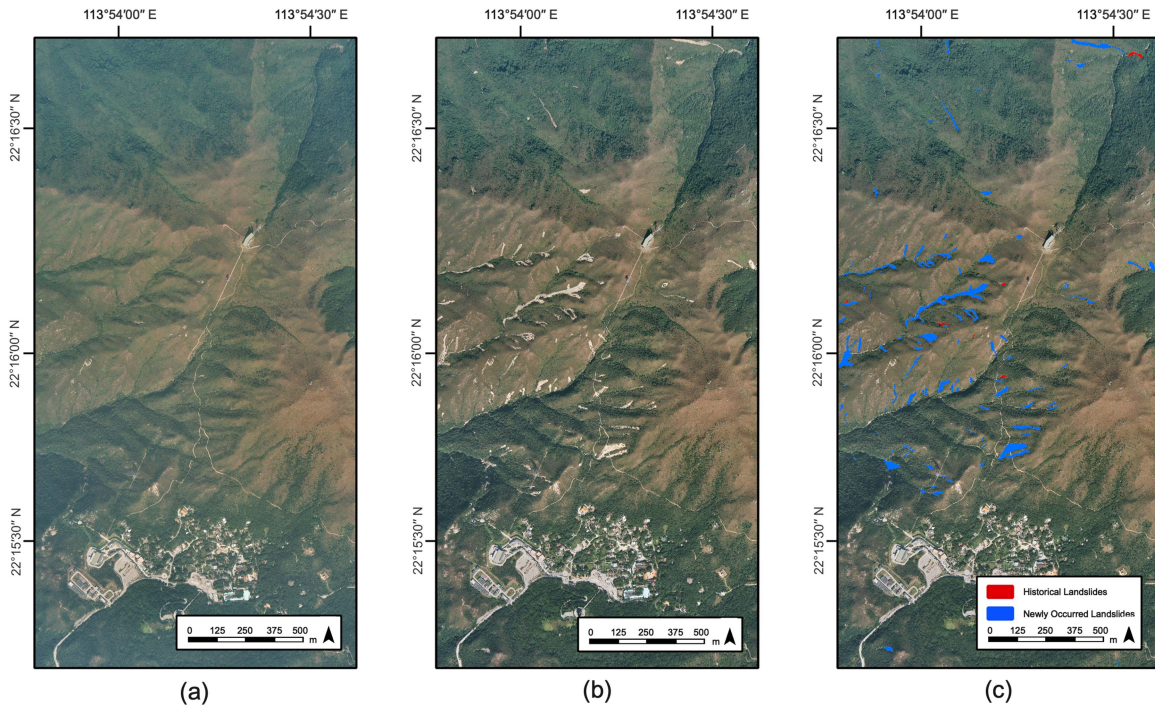 113°54′00″ E 113°54′30″ E 113°54′00″ E 113°54′30″ E 113°54′00″ E 113°54′30″ E
22°16′30″ N 22°16′30″ N 22°16′30″ N
22°16′00″ N 22°16′00″ N 22°16′00″ N
22°15′30″ N 22°15′30″ N 22°15′30″ N
Historical Landslides
Newly Occurred Landslides
0 125 250 375 500 m
0 125 250 375 500 m
0 125 250 375 500 m
(a) (b) (c)